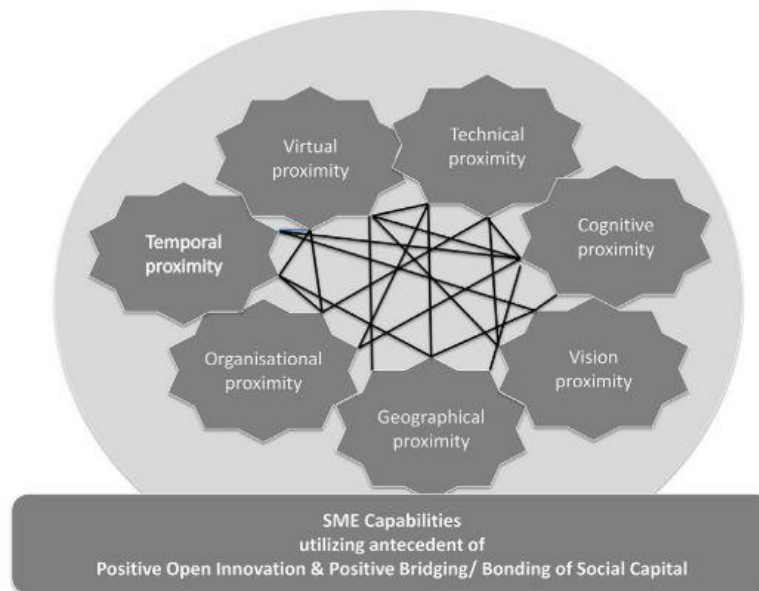 Virtual
proximity
Technical
proximity
Temporal
proximity
Cognitive
proximity
Organisational
proximity
Vision
proximity
Geographical
proximity
SME Capabilities
utilizing antecedent of
Positive Open Innovation & Positive Bridging/ Bonding of Social Capital